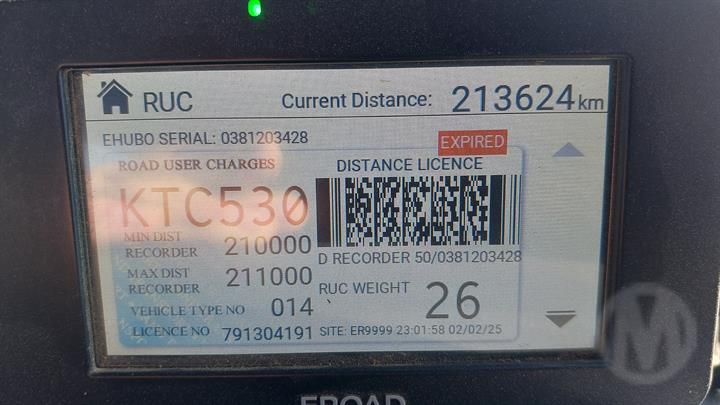 RUC Current Distance: 213624 km
EHUBO SERIAL: 0381203428
EXPIRED
ROAD USER CHARGES DISTANCE LICENCE
KTC530
MIN DIST
RECORDER 210000
D RECORDER 50/0381203428
MAX DIST
RECORDER 211000
RUC WEIGHT 26
VEHICLE TYPE NO 014
LICENCE NO 791304191 SITE: ER9999 23:01:58 02/02/25
EROAD
M